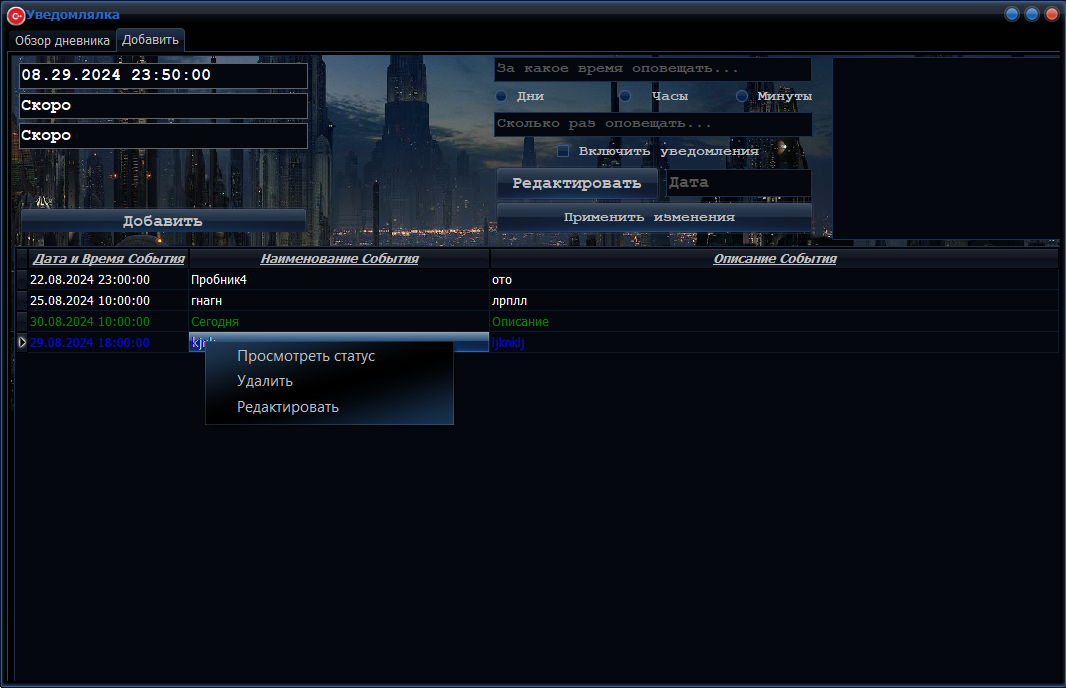 Уведомлялка
Обзор дневника Добавить
08.29.2024 23:50:00
Скоро
Скоро
Добавить
За какое время оповещать...
Дни Часы Минуты
Сколько раз оповещать...
Включить уведомления
Редактировать Дата
Применить изменения
Дата и Время События Наименование События Описание События
22.08.2024 23:00:00 Пробник4 ото
25.08.2024 10:00:00 гнагн лрплл
30.08.2024 10:00:00 Сегодня Описание
29.08.2024 18:00:00 ljknklj
Просмотреть статус
Удалить
Редактировать